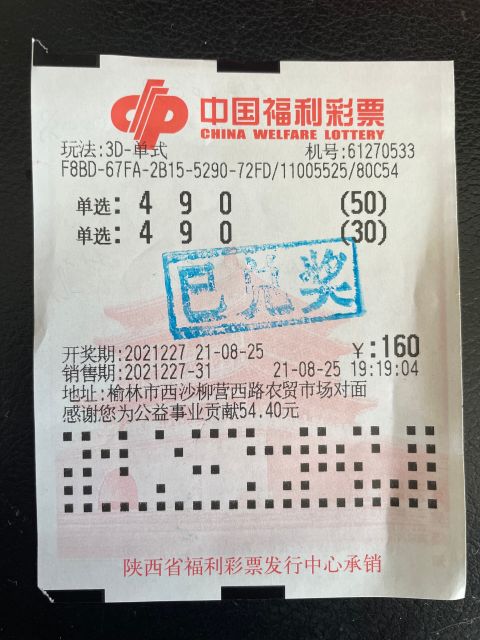 中国福利彩票
CHINA WELFARE LOTTERY
玩法:3D-单式 机号:61270533
F8BD-67FA-2B15-5290-72FD/11005525/80C54
单选: 4 9 0 (50)
单选: 4 9 0 (30)
已兑奖
开奖期:2021227 21-08-25 ¥:160
销售期:2021227-31 21-08-25 19:19:04
地址:榆林市西沙柳营西路农贸市场对面
感谢您为公益事业贡献54.40元
陕西省福利彩票发行中心承销